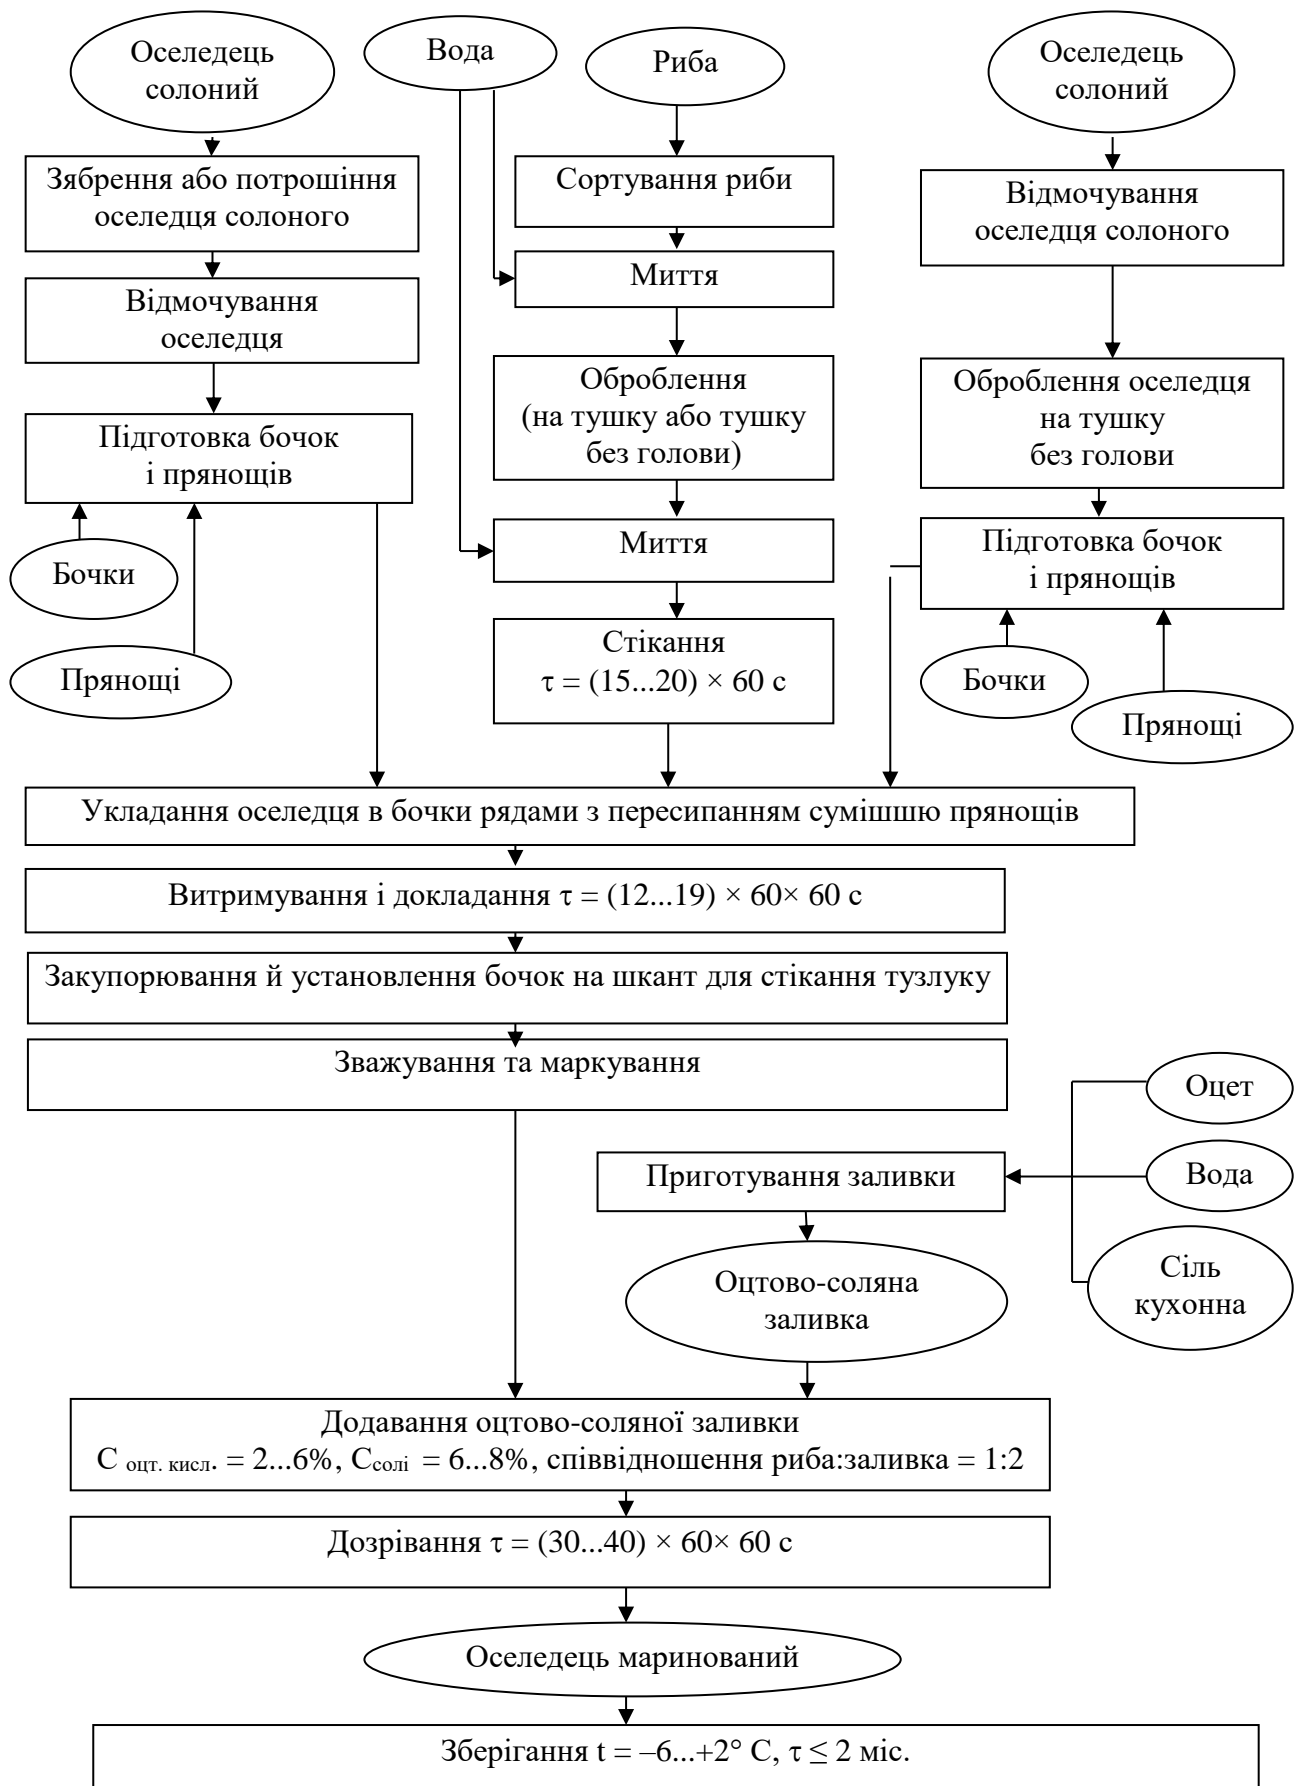 Оселедець
солоний
Вода
Риба
Оселедець
солоний
Зябрення або потрошіння
оселедця солоного
Сортування риби
Відмочування
оселедця солоного
Миття
Відмочування
оселедця
Оброблення
(на тушку або тушку
без голови)
Оброблення оселедця
на тушку
без голови
Підготовка бочок
і прянощів
Миття
Підготовка бочок
і прянощів
Бочки
Прянощі
Стікання
τ = (15...20) × 60 с
Бочки
Прянощі
Укладання оселедця в бочки рядами з пересипанням сумішшю прянощів
Витримування і докладання τ = (12...19) × 60× 60 с
Закупорювання й установлення бочок на шкант для стікання тузлуку
Зважування та маркування
Оцет
Приготування заливки
Вода
Оцтово-соляна
заливка
Сіль
кухонна
Додавання оцтово-соляної заливки
С оцт. кисл. = 2...6%, Ссолі = 6...8%, співвідношення риба:заливка = 1:2
Дозрівання τ = (30...40) × 60× 60 с
Оселедець маринований
Зберігання t = –6...+2° С, τ ≤ 2 міс.